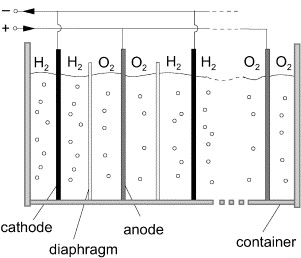 −
+
H2 H2 O2 O2 H2 H2 O2 O2
cathode
diaphragm
anode
container